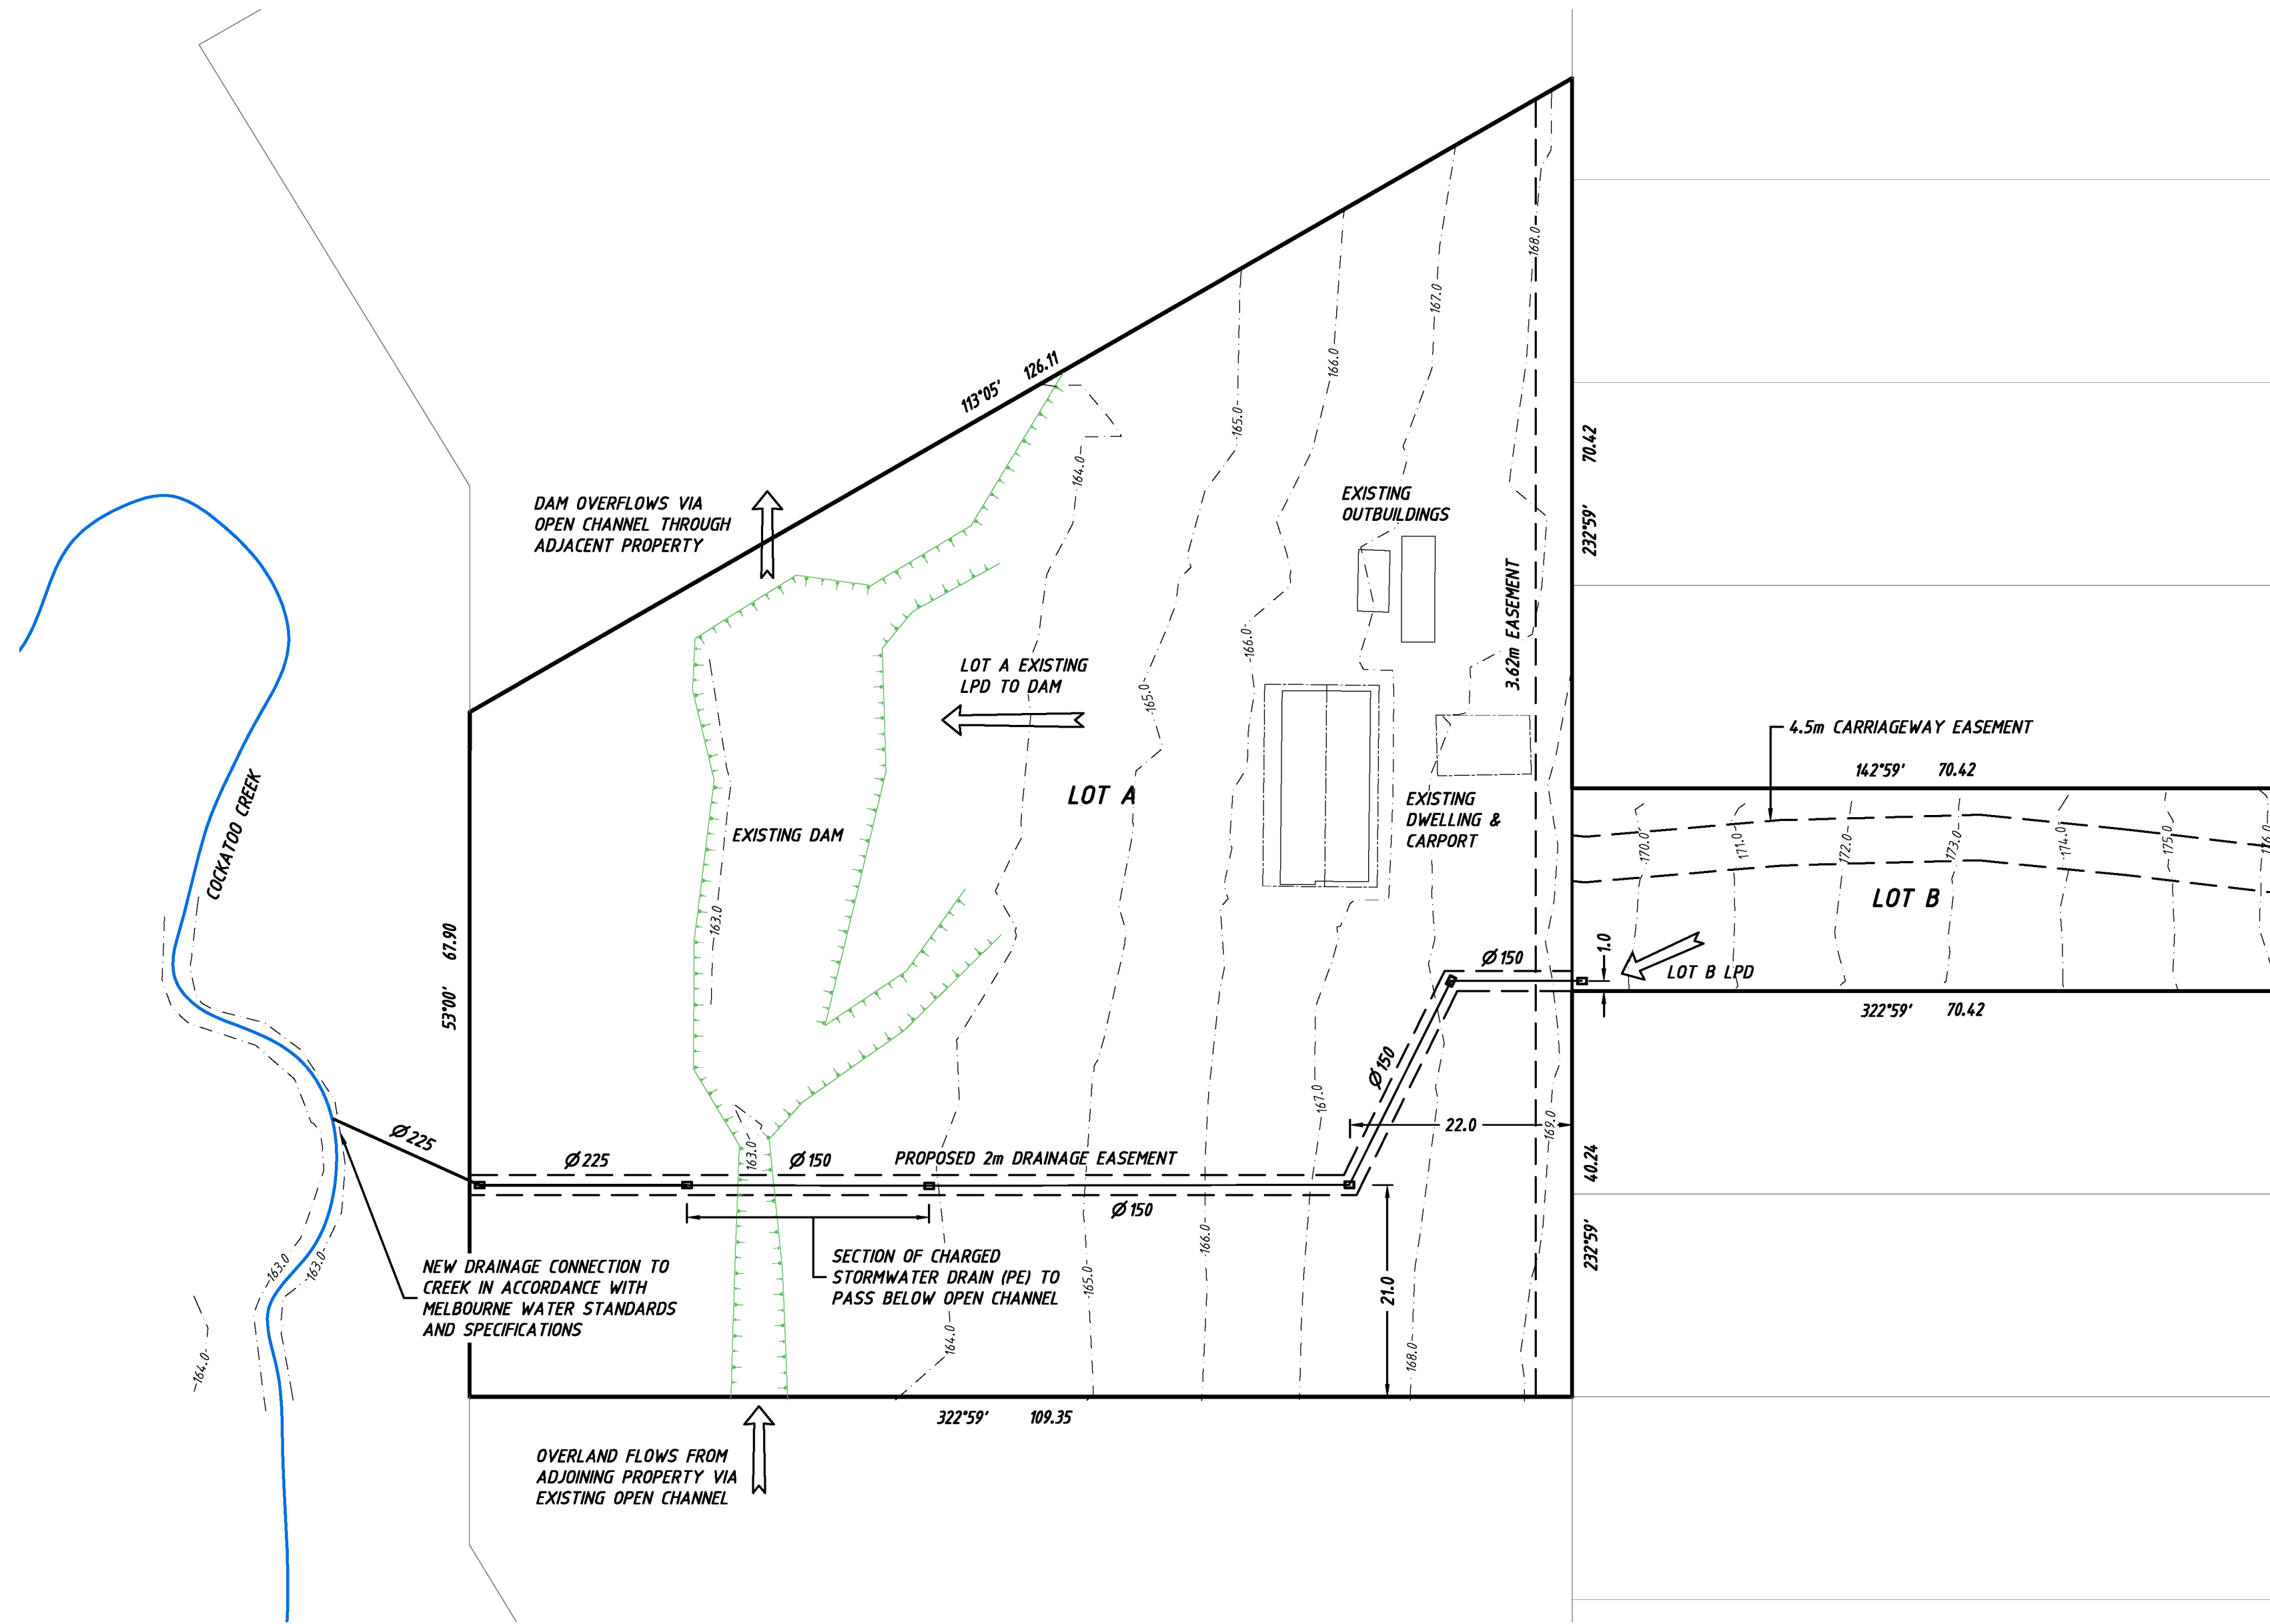 168.0
167.0
166.0
165.0
113°05' 126.11
164.0
70.42
232°59'
DAM OVERFLOWS VIA
OPEN CHANNEL THROUGH
ADJACENT PROPERTY
EXISTING
OUTBUILDINGS
3.62m EASEMENT
166.0
165.0
LOT A EXISTING
LPD TO DAM
LOT A
EXISTING
DWELLING &
CARPORT
EXISTING DAM
163.0
COCKATOO CREEK
67.90
53°00'
4.5m CARRIAGEWAY EASEMENT
142°59' 70.42
170.0
171.0
172.0
173.0
174.0
175.0
176.0
LOT B
LOT B LPD
1.0
322°59' 70.42
Ø150
Ø150
167.0
22.0
169.0
40.24
232°59'
Ø225
Ø225
163.0
Ø150
PROPOSED 2m DRAINAGE EASEMENT
Ø150
166.0
165.0
164.0
168.0
21.0
SECTION OF CHARGED
STORMWATER DRAIN (PE) TO
PASS BELOW OPEN CHANNEL
NEW DRAINAGE CONNECTION TO
CREEK IN ACCORDANCE WITH
MELBOURNE WATER STANDARDS
AND SPECIFICATIONS
163.0
163.0
164.0
322°59' 109.35
OVERLAND FLOWS FROM
ADJOINING PROPERTY VIA
EXISTING OPEN CHANNEL